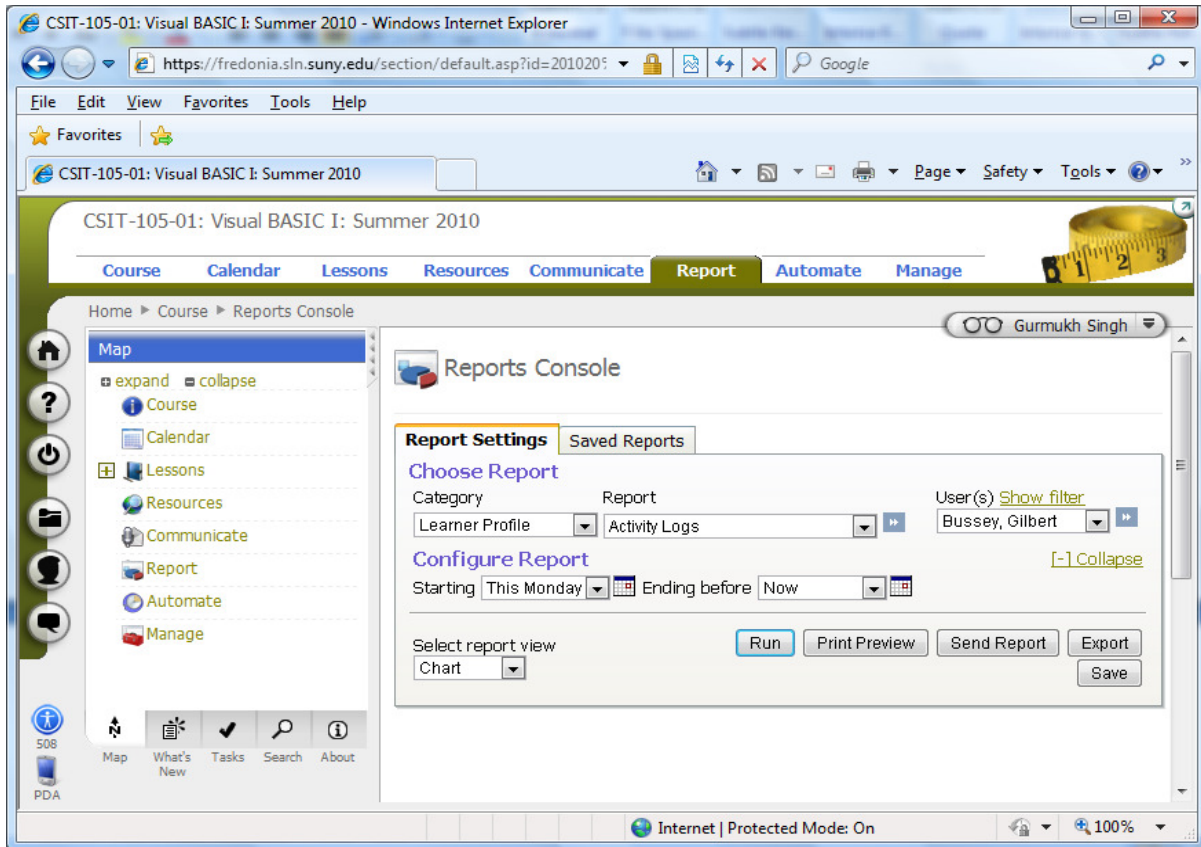 CSIT-105-01: Visual BASIC I: Summer 2010 - Windows Internet Explorer
https://fredonia.sln.suny.edu/section/default.asp?id=201020
Google
File Edit View Favorites Tools Help
Favorites
CSIT-105-01: Visual BASIC I: Summer 2010
Page Safety Tools
CSIT-105-01: Visual BASIC I: Summer 2010
Course Calendar Lessons Resources Communicate Report Automate Manage
1 2 3
Home Course Reports Console
Gurmukh Singh
Map
expand collapse
Course
Calendar
Lessons
Resources
Communicate
Report
Automate
Manage
Map What's New Tasks Search About
508
PDA
Reports Console
Report Settings Saved Reports
Choose Report
Category Report User(s) Show filter
Learner Profile Activity Logs Bussey, Gilbert
Configure Report [-] Collapse
Starting This Monday Ending before Now
Select report view Run Print Preview Send Report Export
Chart Save
Internet | Protected Mode: On 100%